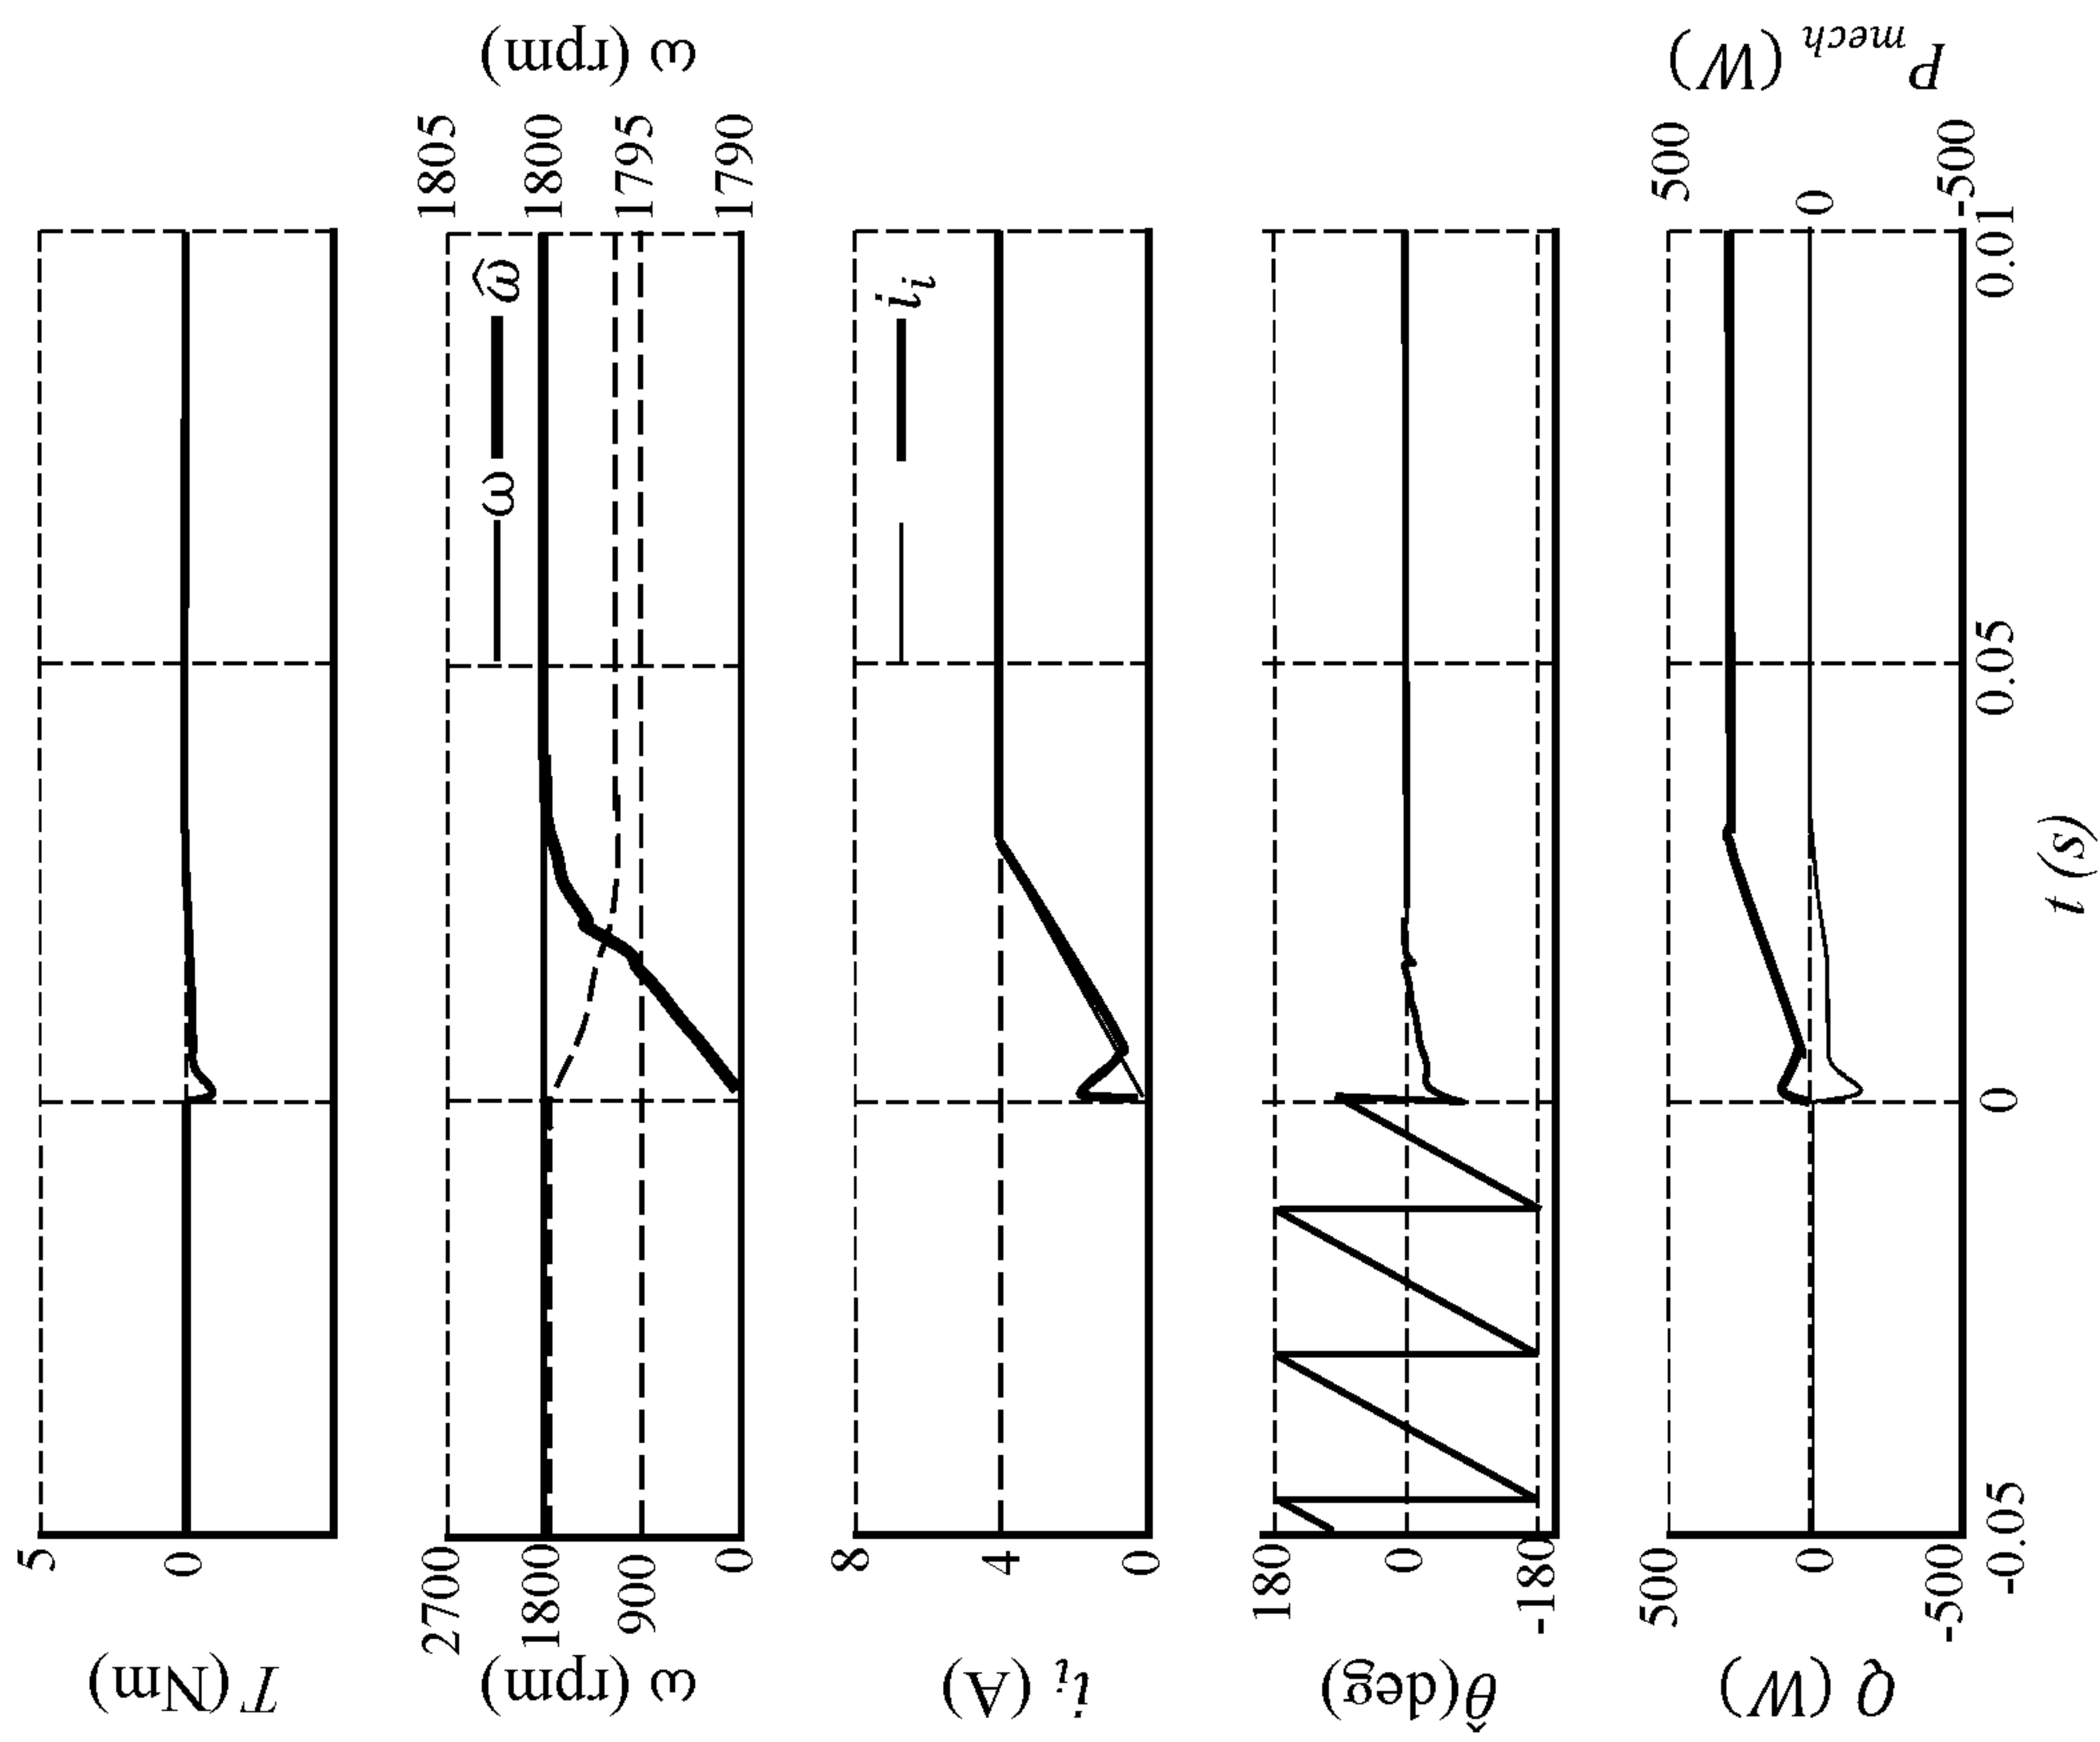 T(Nm)
5
0
ω (rpm)
2700
1800
900
0
ω
ω̂
1805
1800
1795
1790
ω (rpm)
i_i (A)
8
4
0
i_i
θ̂(deg)
180
0
-180
Q (W)
500
0
-500
500
0
-500
P_mech (W)
-0.05
0
0.05
0.01
t (s)